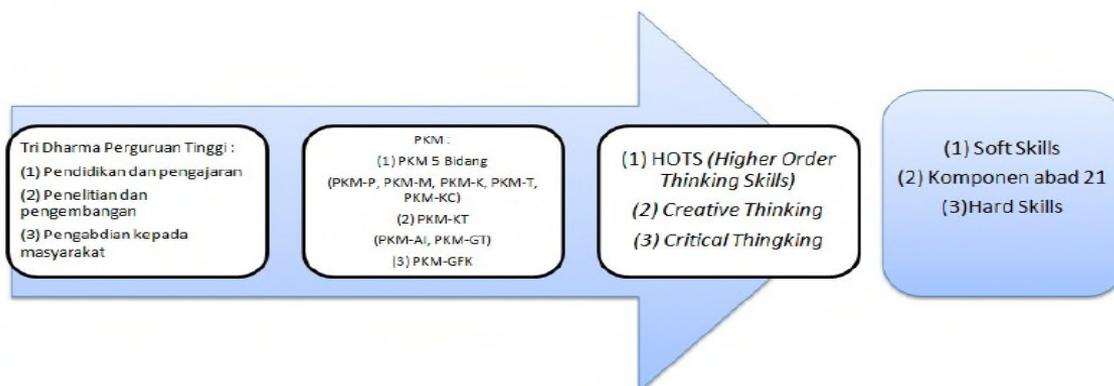 Tri Dharma Perguruan Tinggi :
(1) Pendidikan dan pengajaran
(2) Penelitian dan
pengembangan
(3) Pengabdian kepada
masyarakat
PKM :
(1) PKM 5 Bidang
(PKM-P, PKM-M, PKM-K, PKM-T,
PKM-KC)
(2) PKM-KT
(PKM-AI, PKM-GT)
(3) PKM-GFK
(1) HOTS (Higher Order
Thinking Skills)
(2) Creative Thinking
(3) Critical Thingking
(1) Soft Skills
(2) Komponen abad 21
(3)Hard Skills